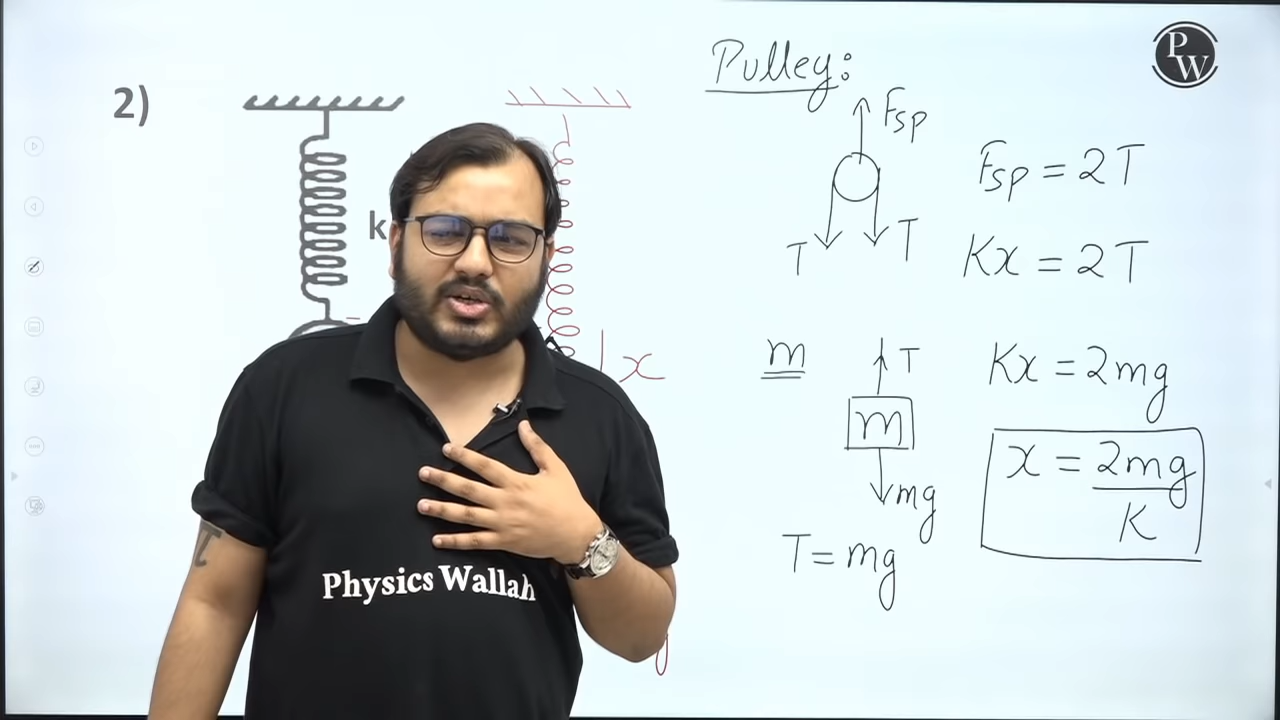 2)
k
x
Pulley:
Fsp
T
T
Fsp = 2T
Kx = 2T
m
T
m
mg
T = mg
Kx = 2mg
x = 2mg
K
PW
Physics Wallah